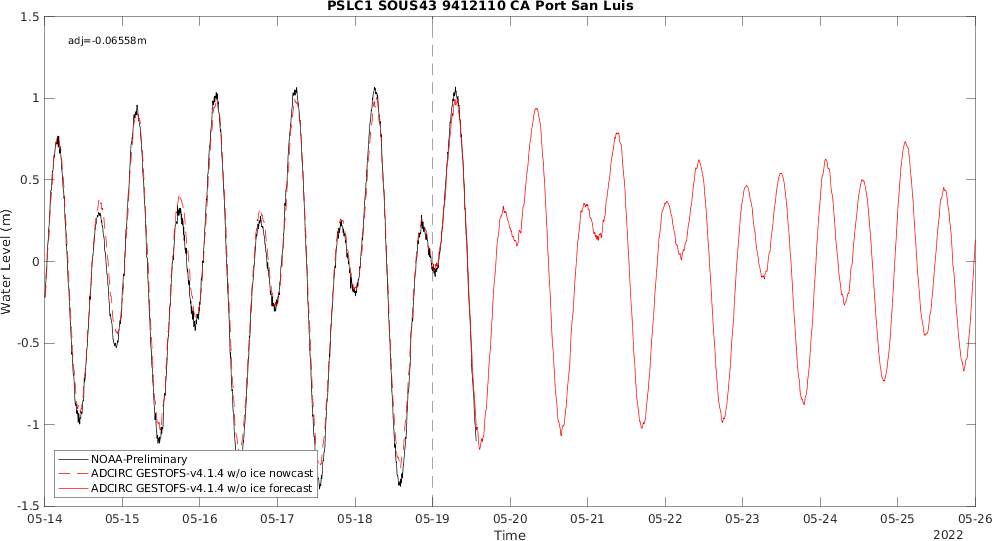 PSLC1 SOUS43 9412110 CA Port San Luis
adj=-0.06558m
Water Level (m)
1.5
1
0.5
0
-0.5
-1
-1.5
NOAA-Preliminary
ADCIRC GESTOFS-v4.1.4 w/o ice nowcast
ADCIRC GESTOFS-v4.1.4 w/o ice forecast
05-14 05-15 05-16 05-17 05-18 05-19 05-20 05-21 05-22 05-23 05-24 05-25 05-26
Time
2022